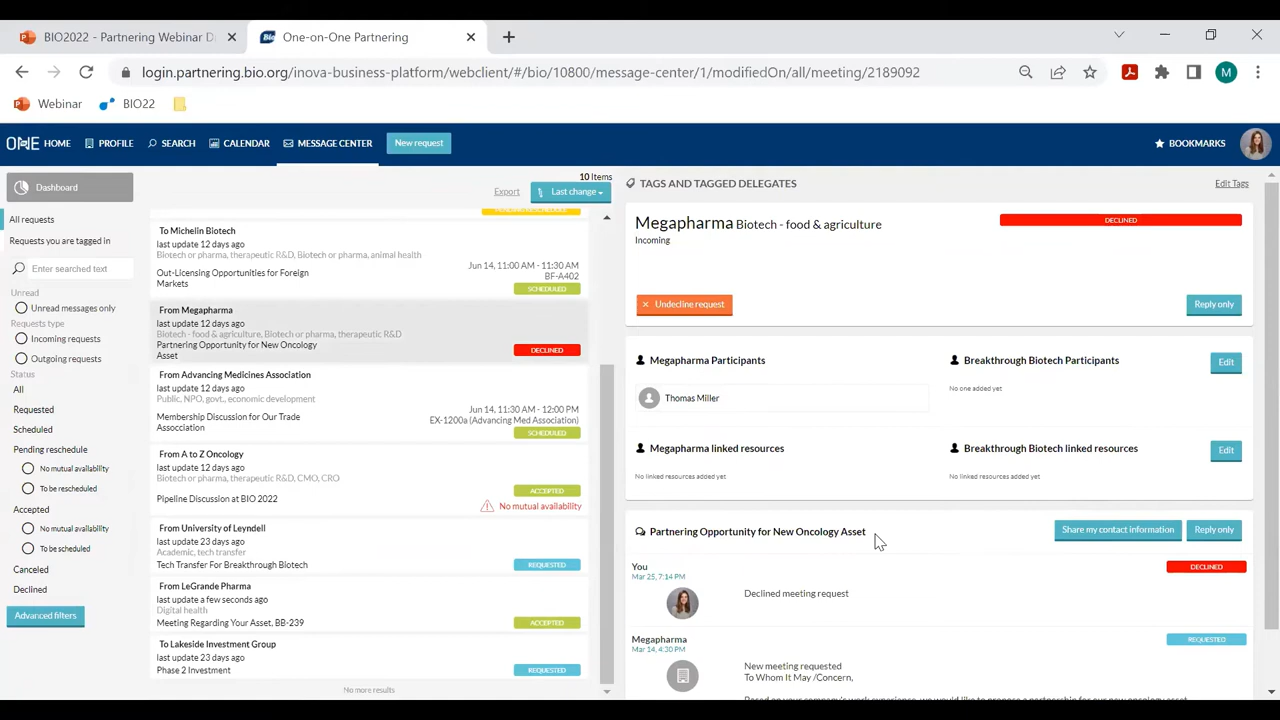 BIO2022 - Partnering Webinar D
One-on-One Partnering
login.partnering.bio.org/inova-business-platform/webclient/#/bio/10800/message-center/1/modifiedOn/all/meeting/2189092
M
Webinar
BIO22
ONE HOME
PROFILE
SEARCH
CALENDAR
MESSAGE CENTER
New request
BOOKMARKS
Dashboard
All requests
Requests you are tagged in
Enter searched text
Unread
Unread messages only
Requests type
Incoming requests
Outgoing requests
Status
All
Requested
Scheduled
Pending reschedule
No mutual availability
To be rescheduled
Accepted
No mutual availability
To be scheduled
Canceled
Declined
Advanced filters
10 Items
Export
Last change
To Michelin Biotech
last update 12 days ago
Biotech or pharma, therapeutic R&D, Biotech or pharma, animal health
Out-Licensing Opportunities for Foreign
Markets
Jun 14, 11:00 AM - 11:30 AM
BF-A402
SCHEDULED
From Megapharma
last update 12 days ago
Biotech - food & agriculture, Biotech or pharma, therapeutic R&D
Partnering Opportunity for New Oncology
Asset
DECLINED
From Advancing Medicines Association
last update 12 days ago
Public, NPO, govt., economic development
Membership Discussion for Our Trade
Assocciation
Jun 14, 11:30 AM - 12:00 PM
EX-1200a (Advancing Med Association)
SCHEDULED
From A to Z Oncology
last update 12 days ago
Biotech or pharma, therapeutic R&D, CMO, CRO
Pipeline Discussion at BIO 2022
ACCEPTED
No mutual availability
From University of Leyndell
last update 23 days ago
Academic, tech transfer
Tech Transfer For Breakthrough Biotech
REQUESTED
From LeGrande Pharma
last update a few seconds ago
Digital health
Meeting Regarding Your Asset, BB-239
ACCEPTED
To Lakeside Investment Group
last update 23 days ago
Phase 2 Investment
REQUESTED
No more results
TAGS AND TAGGED DELEGATES
Edit Tags
Megapharma Biotech - food & agriculture
DECLINED
Incoming
Undecline request
Reply only
Megapharma Participants
Thomas Miller
Breakthrough Biotech Participants
Edit
No one added yet
Megapharma linked resources
No linked resources added yet
Breakthrough Biotech linked resources
Edit
No linked resources added yet
Partnering Opportunity for New Oncology Asset
Share my contact information
Reply only
You
Mar 25, 7:14 PM
DECLINED
Declined meeting request
Megapharma
Mar 14, 4:30 PM
REQUESTED
New meeting requested
To Whom It May /Concern,